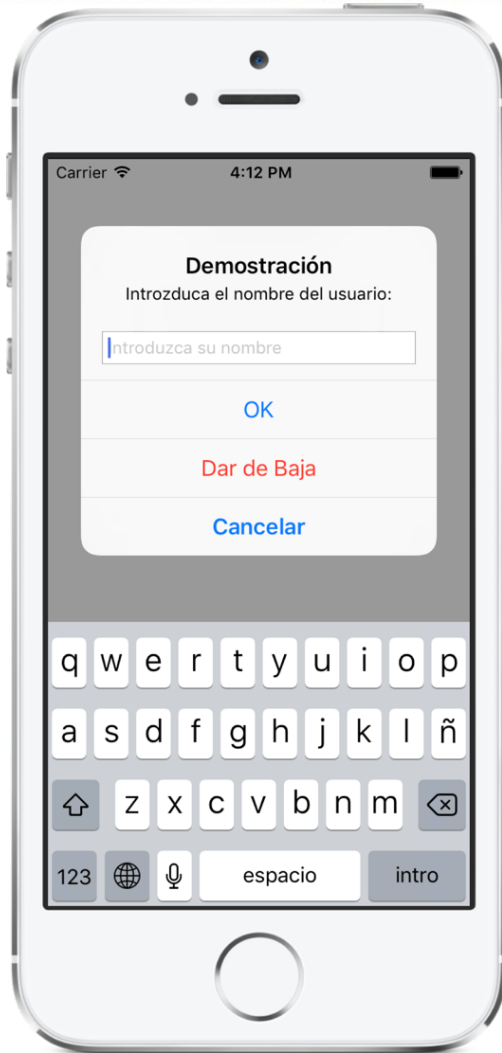 Carrier 4:12 PM
Demostración
Introzduca el nombre del usuario:
Introduzca su nombre
OK
Dar de Baja
Cancelar
q w e r t y u i o p
a s d f g h j k l ñ
z x c v b n m
123 espacio intro